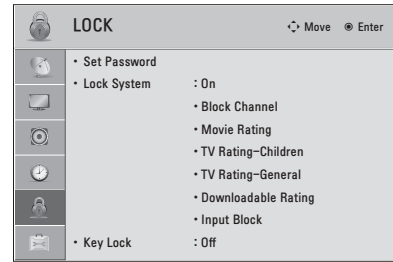 LOCK Move Enter
• Set Password
• Lock System : On
• Block Channel
• Movie Rating
• TV Rating-Children
• TV Rating-General
• Downloadable Rating
• Input Block
• Key Lock : Off